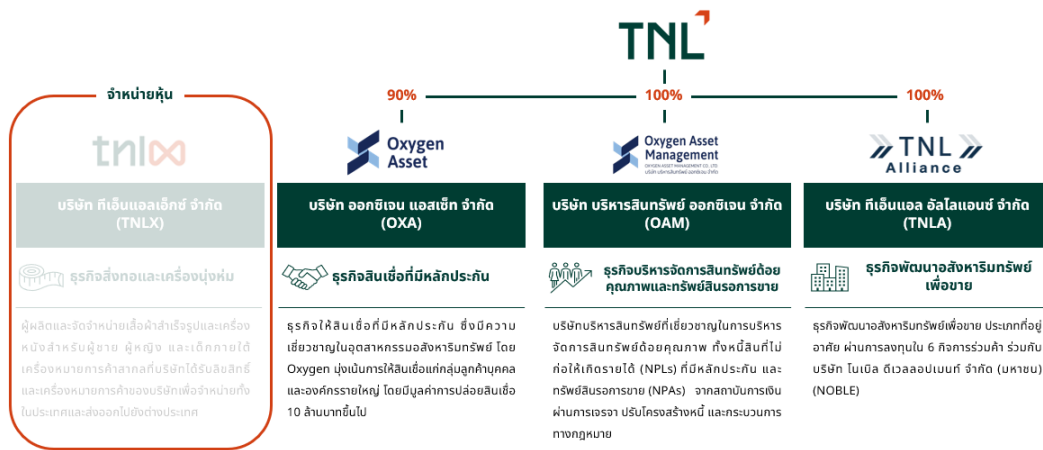 TNL
จำหน่ายหุ้น
90%
100%
100%
tnlx
บริษัท ทีเอ็นแอลเอ็กซ์ จำกัด
(TNLX)
ธุรกิจสิ่งทอและเครื่องนุ่งห่ม
ผู้ผลิตและจัดจำหน่ายเสื้อผ้าสำเร็จรูปและเครื่อง
หนังสำหรับผู้ชาย ผู้หญิง และเด็กภายใต้
เครื่องหมายการค้าสากลที่บริษัทได้รับลิขสิทธิ์
และเครื่องหมายการค้าของบริษัทเพื่อจำหน่ายทั้ง
ในประเทศและส่งออกไปยังต่างประเทศ
Oxygen
Asset
บริษัท ออกซิเจน แอสเซ็ท จำกัด
(OXA)
ธุรกิจสินเชื่อที่มีหลักประกัน
ธุรกิจให้สินเชื่อที่มีหลักประกัน ซึ่งมีความ
เชี่ยวชาญในอุตสาหกรรมอสังหาริมทรัพย์ โดย
Oxygen มุ่งเน้นการให้สินเชื่อแก่กลุ่มลูกค้าบุคคล
และองค์กรรายใหญ่ โดยมีมูลค่าการปล่อยสินเชื่อ
10 ล้านบาทขึ้นไป
Oxygen Asset
Management
OXYGEN ASSET MANAGEMENT CO., LTD.
บริษัท บริหารสินทรัพย์ ออกซิเจน จำกัด
บริษัท บริหารสินทรัพย์ ออกซิเจน จำกัด
(OAM)
ธุรกิจบริหารจัดการสินทรัพย์ด้อย
คุณภาพและทรัพย์สินรอการขาย
บริษัทบริหารสินทรัพย์ที่เชี่ยวชาญในการบริหาร
จัดการสินทรัพย์ด้อยคุณภาพ ทั้งหนี้สินที่ไม่
ก่อให้เกิดรายได้ (NPLs) ที่มีหลักประกัน และ
ทรัพย์สินรอการขาย (NPAs) จากสถาบันการเงิน
ผ่านการเจรจา ปรับโครงสร้างหนี้ และกระบวนการ
ทางกฎหมาย
TNL
Alliance
บริษัท ทีเอ็นแอล อัลไลแอนซ์ จำกัด
(TNLA)
ธุรกิจพัฒนาอสังหาริมทรัพย์
เพื่อขาย
ธุรกิจพัฒนาอสังหาริมทรัพย์เพื่อขาย ประเภทที่อยู่
อาศัย ผ่านการลงทุนใน 6 กิจการร่วมค้า ร่วมกับ
บริษัท โนเบิล ดีเวลลอปเมนท์ จำกัด (มหาชน)
(NOBLE)